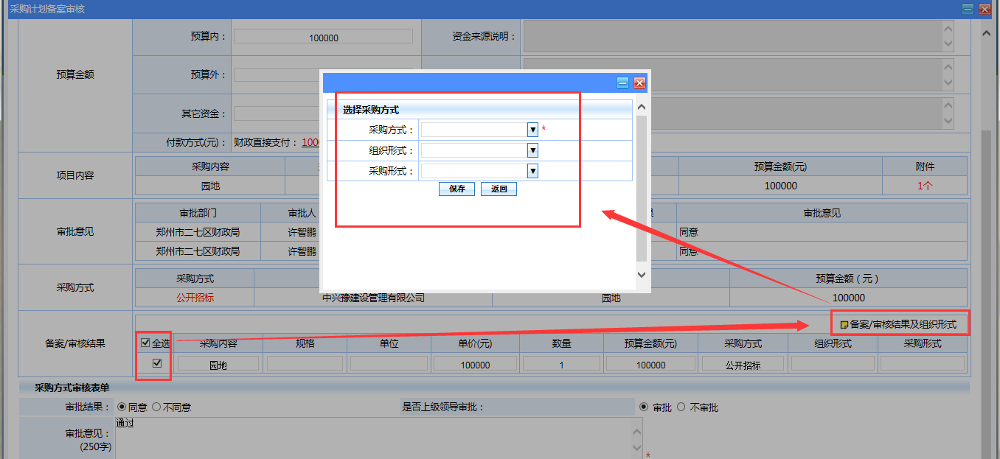 采购计划备案审核
预算金额
预算内：
100000
资金来源说明：
预算外：
其它资金：
付款方式(元)：
财政直接支付：
1000
选择采购方式
采购方式：
*
组织形式：
采购形式：
保存
返回
项目内容
采购内容
预算金额(元)
附件
园地
100000
1个
审批意见
审批部门
审批人
审批意见
郑州市二七区财政局
许智鹏
同意
郑州市二七区财政局
许智鹏
同意
采购方式
采购方式
预算金额（元）
公开招标
中兴豫建设管理有限公司
园地
100000
备案/审核结果
备案/审核结果及组织形式
全选
采购内容
规格
单位
单价(元)
数量
预算金额(元)
采购方式
组织形式
采购形式
园地
100000
1
100000
公开招标
采购方式审核表单
审批结果：
同意
不同意
是否上级领导审批：
审批
不审批
审批意见：
(250字)
通过
*